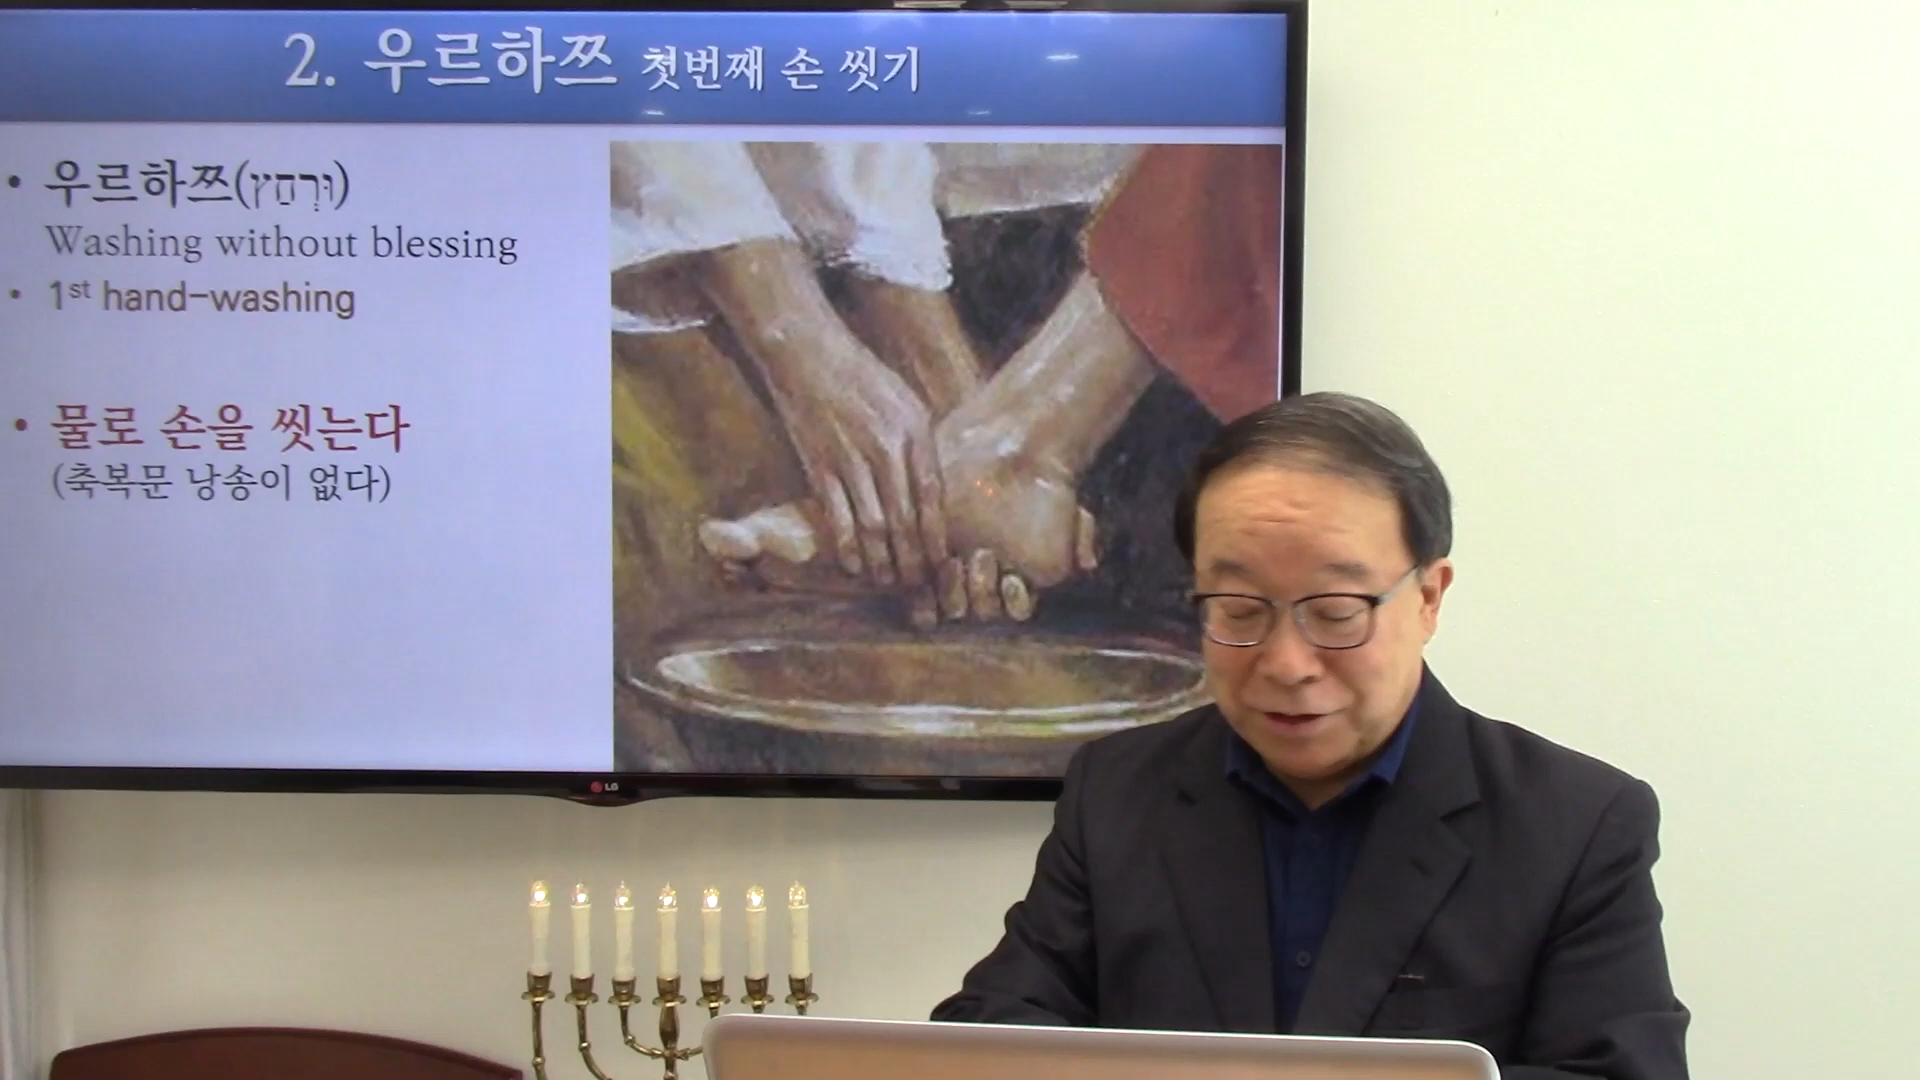 2. 우르하쯔 첫번째 손 씻기
• 우르하쯔(וּרְחַץ)
Washing without blessing
• 1st hand-washing
• 물로 손을 씻는다
(축복문 낭송이 없다)
LG